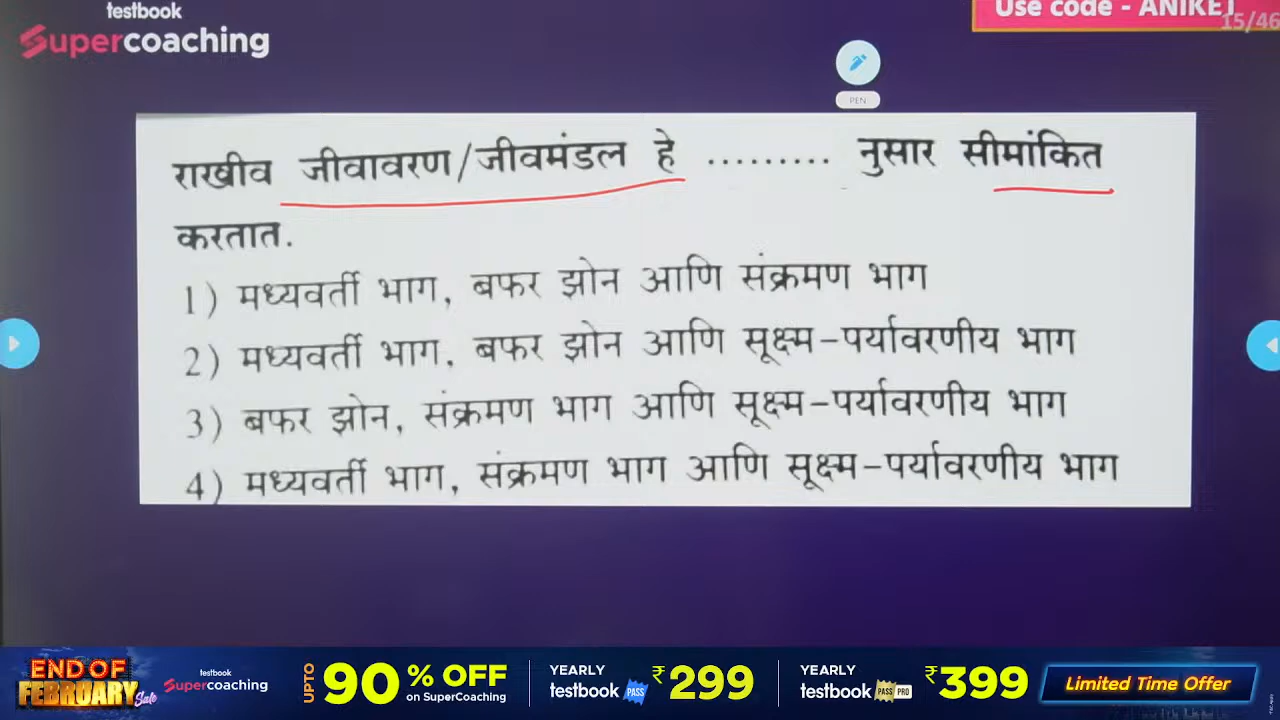 testbook
Supercoaching
Use code - ANIKET
15/46
PEN
राखीव जीवावरण/जीवमंडल हे ......... नुसार सीमांकित
करतात.
1) मध्यवर्ती भाग, बफर झोन आणि संक्रमण भाग
2) मध्यवर्ती भाग, बफर झोन आणि सूक्ष्म-पर्यावरणीय भाग
3) बफर झोन, संक्रमण भाग आणि सूक्ष्म-पर्यावरणीय भाग
4) मध्यवर्ती भाग, संक्रमण भाग आणि सूक्ष्म-पर्यावरणीय भाग
END OF
FEBRUARY Sale
testbook
Supercoaching
UPTO 90% OFF
on SuperCoaching
YEARLY
testbook PASS
₹299
YEARLY
testbook PASS PRO
₹399
Limited Time Offer